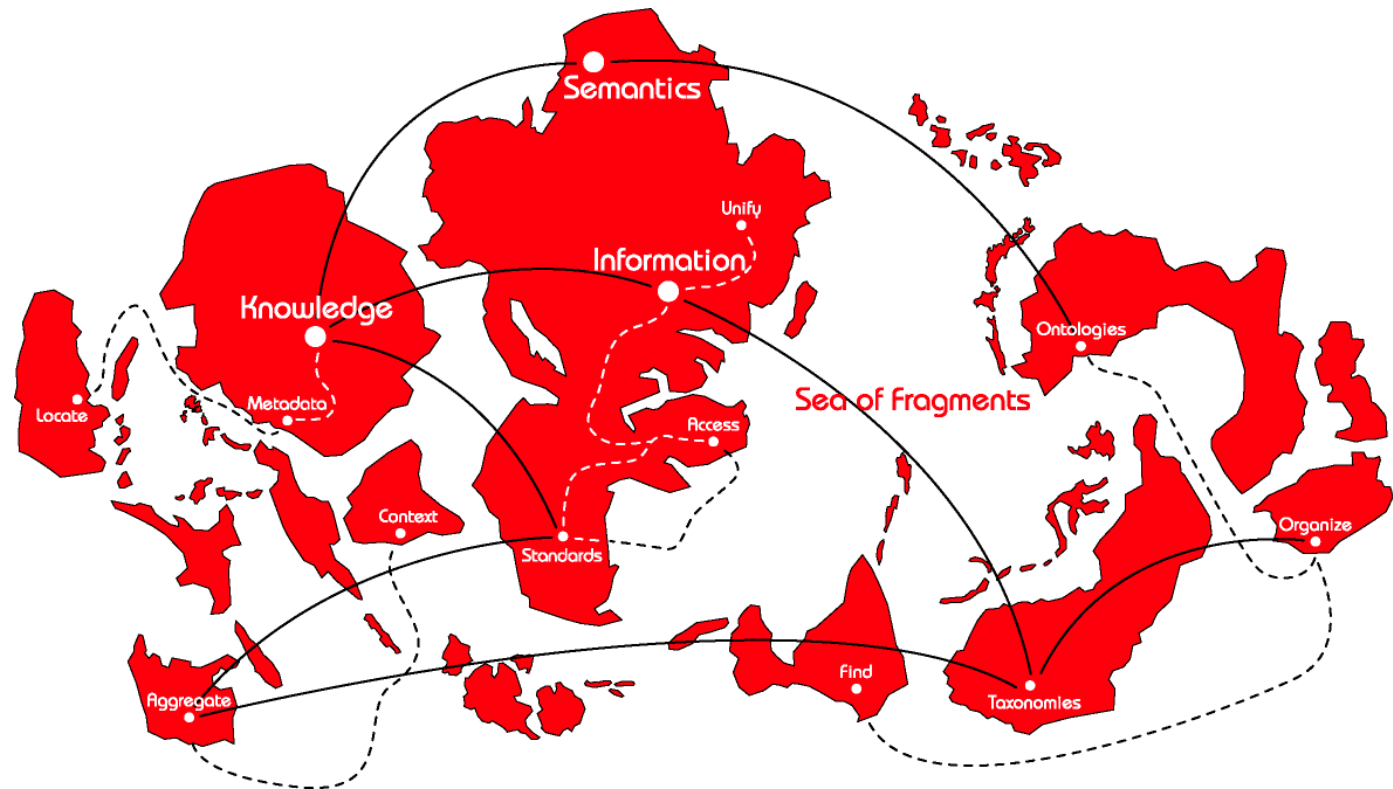 Semantics
Unify
Information
Knowledge
Ontologies
Sea of Fragments
Locate
Metadata
Access
Context
Organize
Standards
Find
Aggregate
Taxonomies